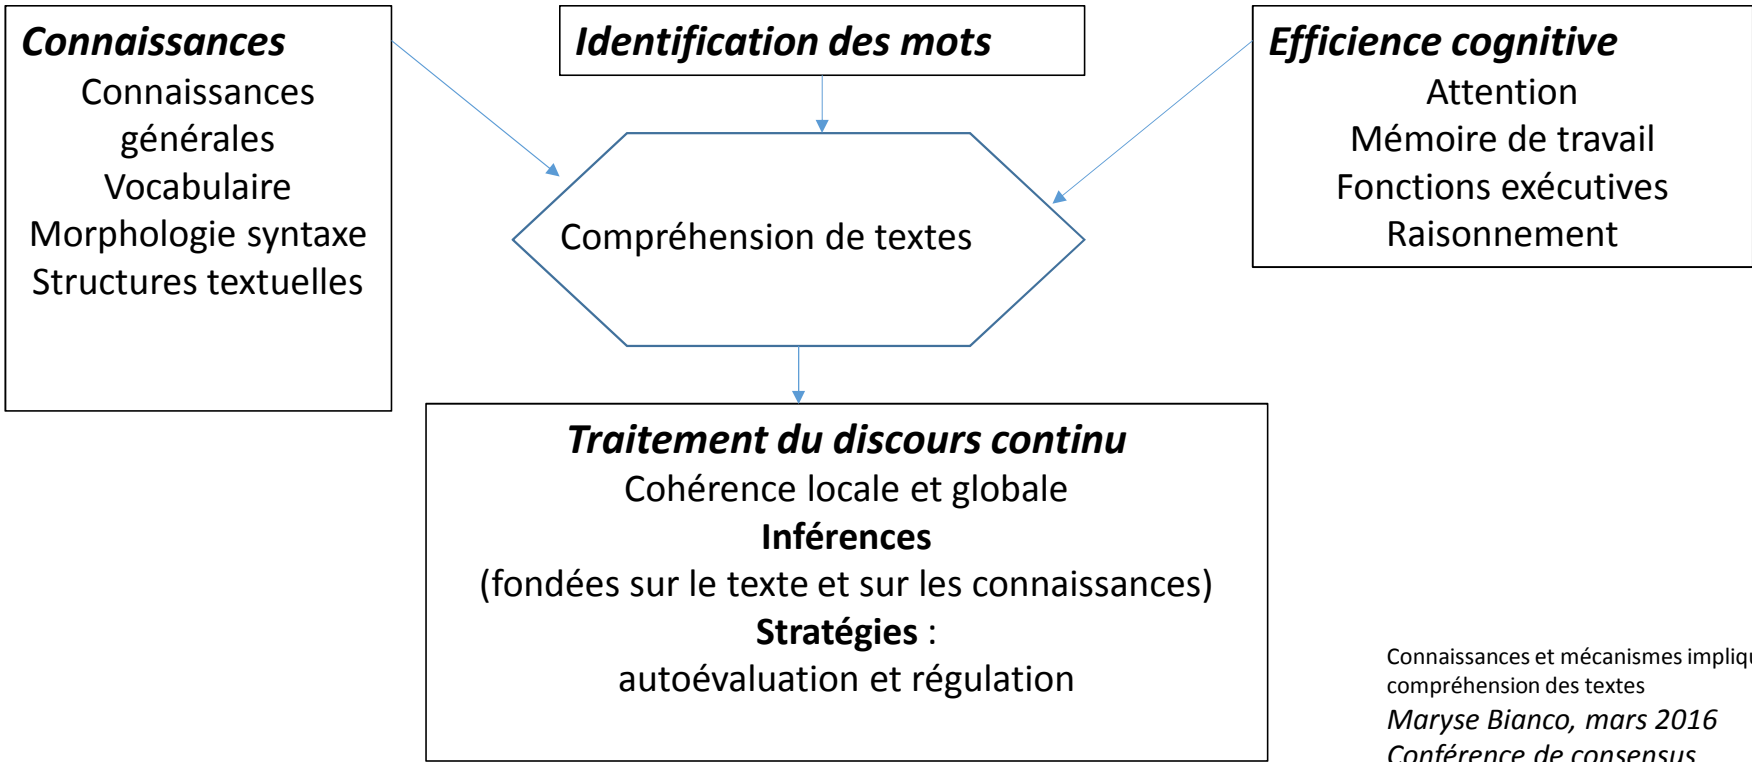 Connaissances
Connaissances
générales
Vocabulaire
Morphologie syntaxe
Structures textuelles
Identification des mots
Efficience cognitive
Attention
Mémoire de travail
Fonctions exécutives
Raisonnement
Compréhension de textes
Traitement du discours continu
Cohérence locale et globale
Inférences
(fondées sur le texte et sur les connaissances)
Stratégies :
autoévaluation et régulation
Connaissances et mécanismes
compréhension des textes
Maryse Bianco, mars 2016
Conférence de consensus